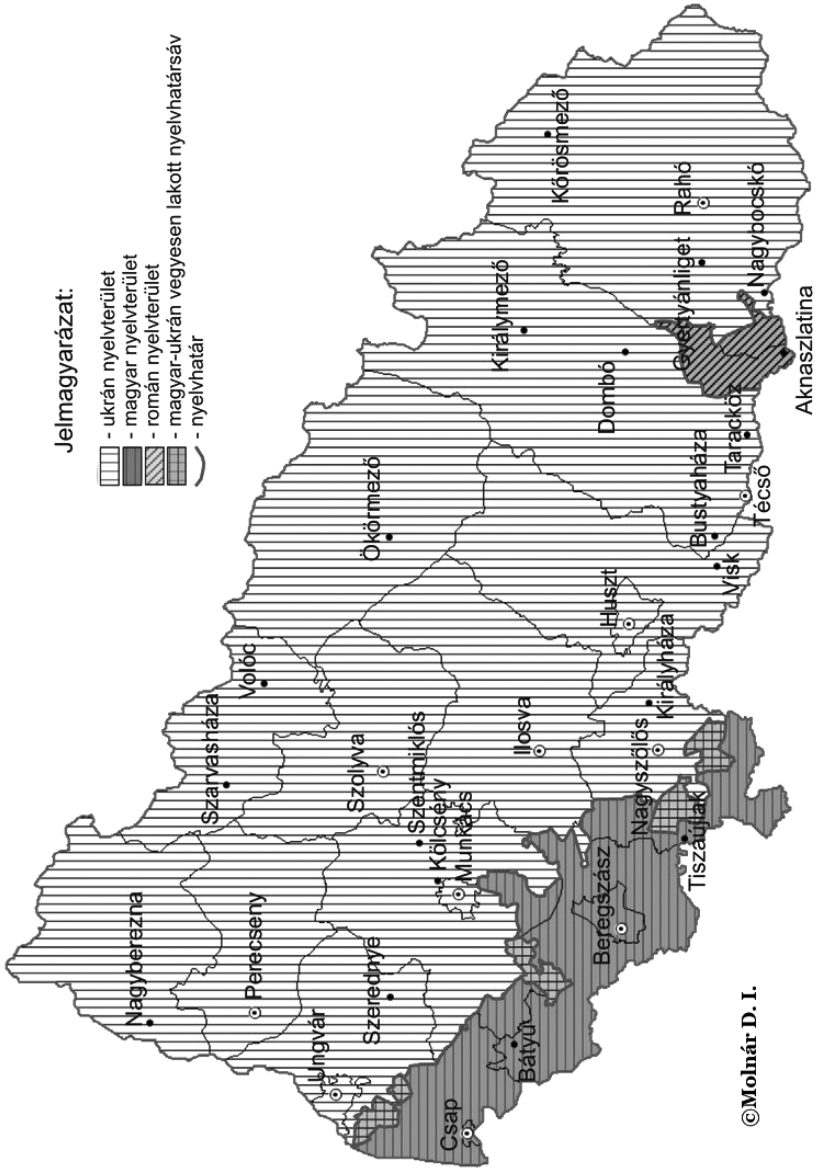 Jelmagyarázat:
- ukrán nyelvterület
- magyar nyelvterület
- román nyelvterület
- magyar-ukrán vegyesen lakott nyelvhatársáv
- nyelvhatár
Nagyberezna
Perecseny
Ungvár
Szerednye
Csap
Bátyú
Szarvasháza
Volóc
Szolyva
Szentmiklós
Kölcsény
Munkács
Beregszász
Ilosva
Nagyszőlős
Tiszaújlak
Királyháza
Huszt
Ökörmező
Visk
Bustyaháza
Técső
Taracköz
Királymező
Dombó
Gyertyánliget
Kőrösmező
Rahó
Nagybocskó
Aknaszlatina
©Molnár D. I.